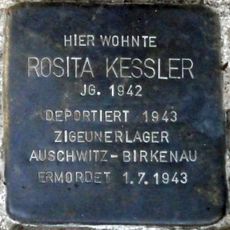 HIER WOHNTE
ROSITA KESSLER
JG. 1942
DEPORTIERT 1943
ZIGEUNERLAGER
AUSCHWITZ-BIRKENAU
ERMORDET 1.7.1943